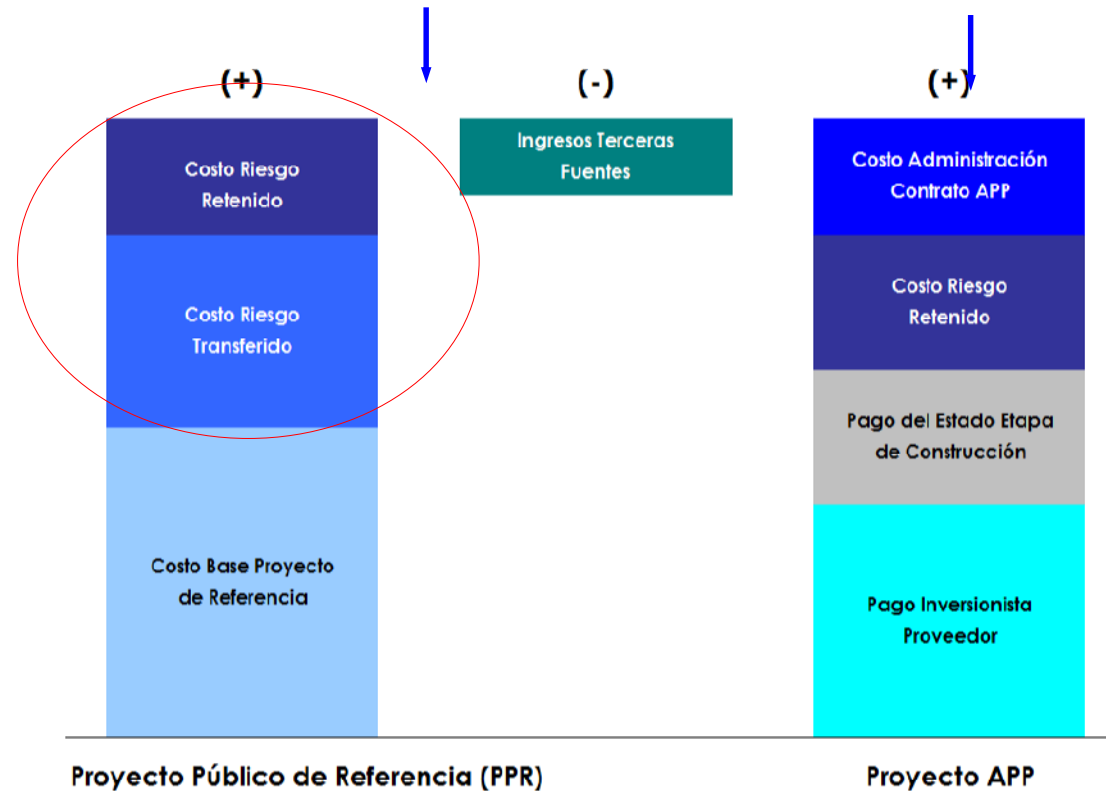 (+)
(-)
(+)
Costo Riesgo
Retenido
Costo Riesgo
Transferido
Costo Base Proyecto
de Referencia
Ingresos Terceras
Fuentes
Costo Administración
Contrato APP
Costo Riesgo
Retenido
Pago del Estado Etapa
de Construcción
Pago Inversionista
Proveedor
Proyecto Público de Referencia (PPR)
Proyecto APP